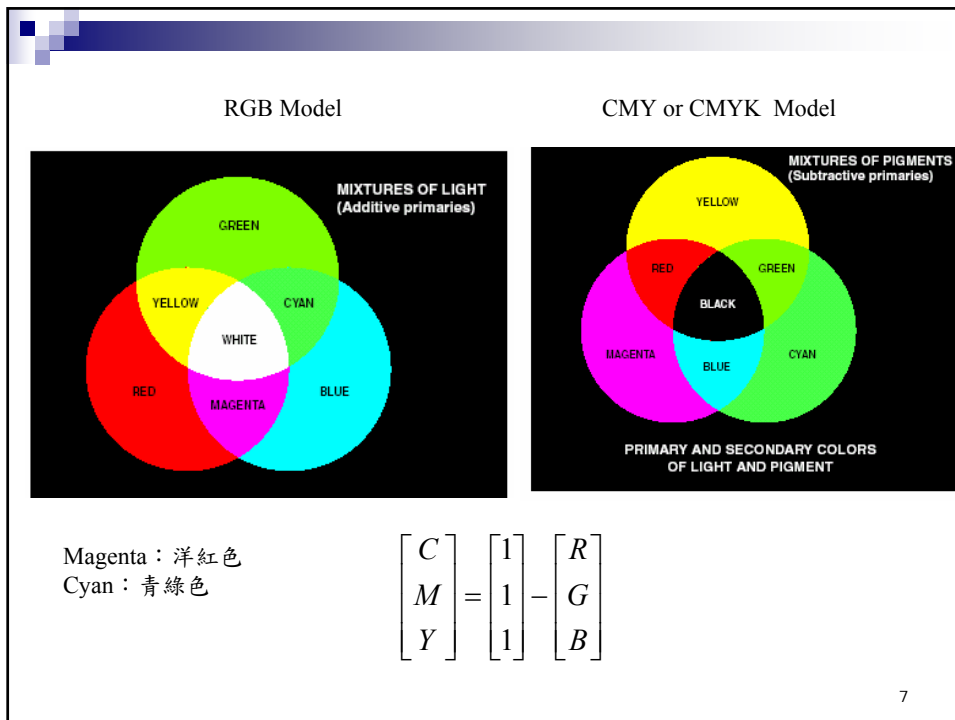 RGB Model
CMY or CMYK Model
MIXTURES OF LIGHT
(Additive primaries)
GREEN
YELLOW
CYAN
WHITE
RED
MAGENTA
BLUE
MIXTURES OF PIGMENTS
(Subtractive primaries)
YELLOW
RED
GREEN
BLACK
MAGENTA
BLUE
CYAN
PRIMARY AND SECONDARY COLORS
OF LIGHT AND PIGMENT
Magenta：洋紅色
Cyan：青綠色
[C] = [1] − [R]
[M] = [1] − [G]
[Y] = [1] − [B]
7